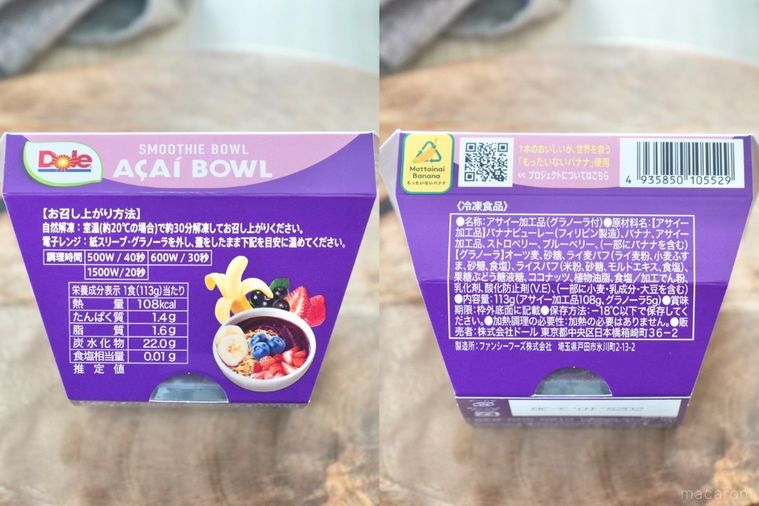 Dole
SMOOTHIE BOWL
AÇAÍ BOWL
【お召し上がり方法】
自然解凍：室温(約20℃の場合)で約30分解凍してお召し上がりください。
電子レンジ：紙スリーブ・グラノーラを外し、蓋をしたまま下記を目安に温めてください。
調理時間 500W / 40秒 600W / 30秒
1500W / 20秒
栄養成分表示 1食(113g)当たり
熱量 108kcal
たんぱく質 1.4g
脂質 1.6g
炭水化物 22.0g
食塩相当量 0.01g
推定値
Mottainai
Banana
もったいないバナナ
1本のおいしいが、世界を救う
「もったいないバナナ」使用
<< プロジェクトについてはこちら
4 935850 105529
〈冷凍食品〉
●名称：アサイー加工品(グラノーラ付)●原材料名：【アサイー
加工品】バナナピューレー(フィリピン製造)、バナナ、アサイー
加工品、ストロベリー、ブルーベリー、(一部にバナナを含む)
【グラノーラ】オーツ麦、砂糖、ライ麦パフ(ライ麦粉、小麦ふす
ま、砂糖、食塩)、ライスパフ(米粉、砂糖、モルトエキス、食塩)、
果糖ぶどう糖液糖、ココナッツ、植物油脂、食塩／加工でん粉、
乳化剤、酸化防止剤(V.E)、(一部に小麦・乳成分・大豆を含む)
●内容量：113g(アサイー加工品108g、グラノーラ5g)●賞味
期限：枠外底面に記載●保存方法：－18℃以下で保存してく
ださい。●加熱調理の必要性：加熱の必要はありません。●販
売者：株式会社ドール 東京都中央区日本橋箱崎町36－2
製造所：ファンシーフーズ株式会社 埼玉県戸田市氷川町2-13-2
macaroni